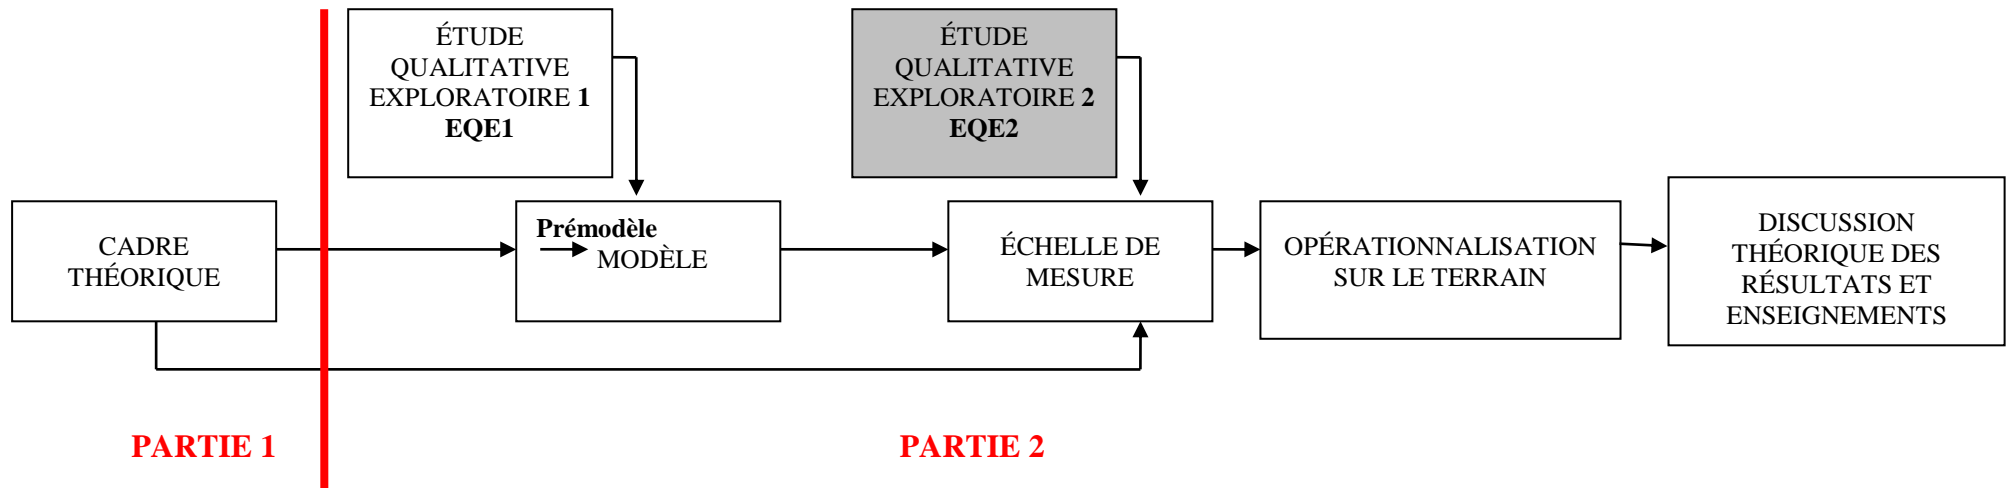 ÉTUDE
QUALITATIVE
EXPLORATOIRE 1
EQE1
ÉTUDE
QUALITATIVE
EXPLORATOIRE 2
EQE2
CADRE
THÉORIQUE
Prémodèle
MODÈLE
ÉCHELLE DE
MESURE
OPÉRATIONNALISATION
SUR LE TERRAIN
DISCUSSION
THÉORIQUE DES
RÉSULTATS ET
ENSEIGNEMENTS
PARTIE 1
PARTIE 2